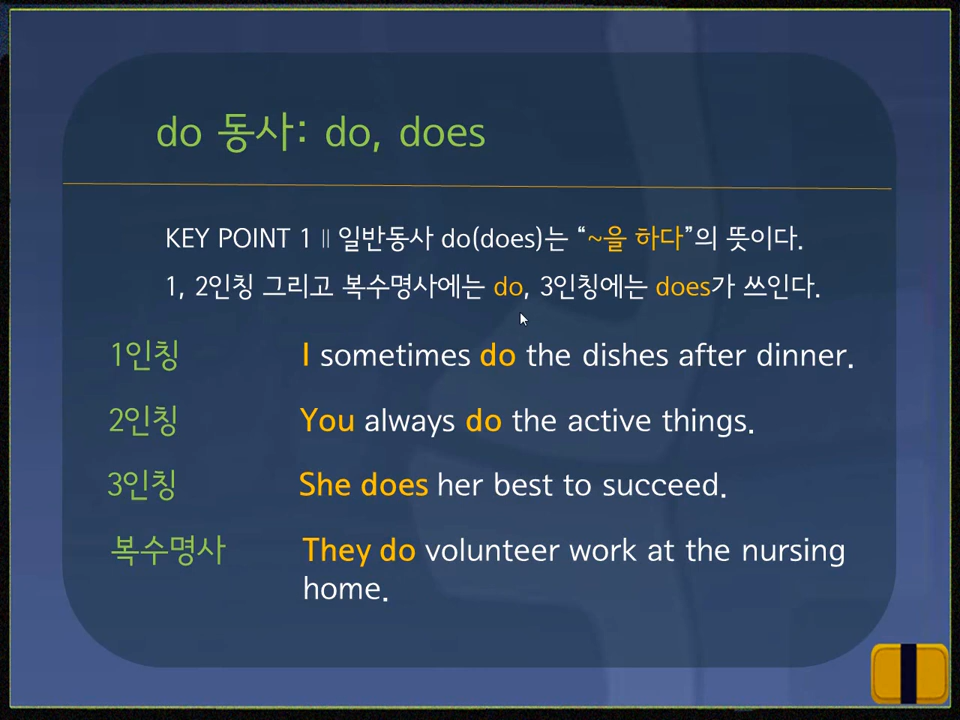 do 동사: do, does
KEY POINT 1 || 일반동사 do(does)는 “~을 하다”의 뜻이다.
1, 2인칭 그리고 복수명사에는 do, 3인칭에는 does가 쓰인다.
1인칭 I sometimes do the dishes after dinner.
2인칭 You always do the active things.
3인칭 She does her best to succeed.
복수명사 They do volunteer work at the nursing
home.